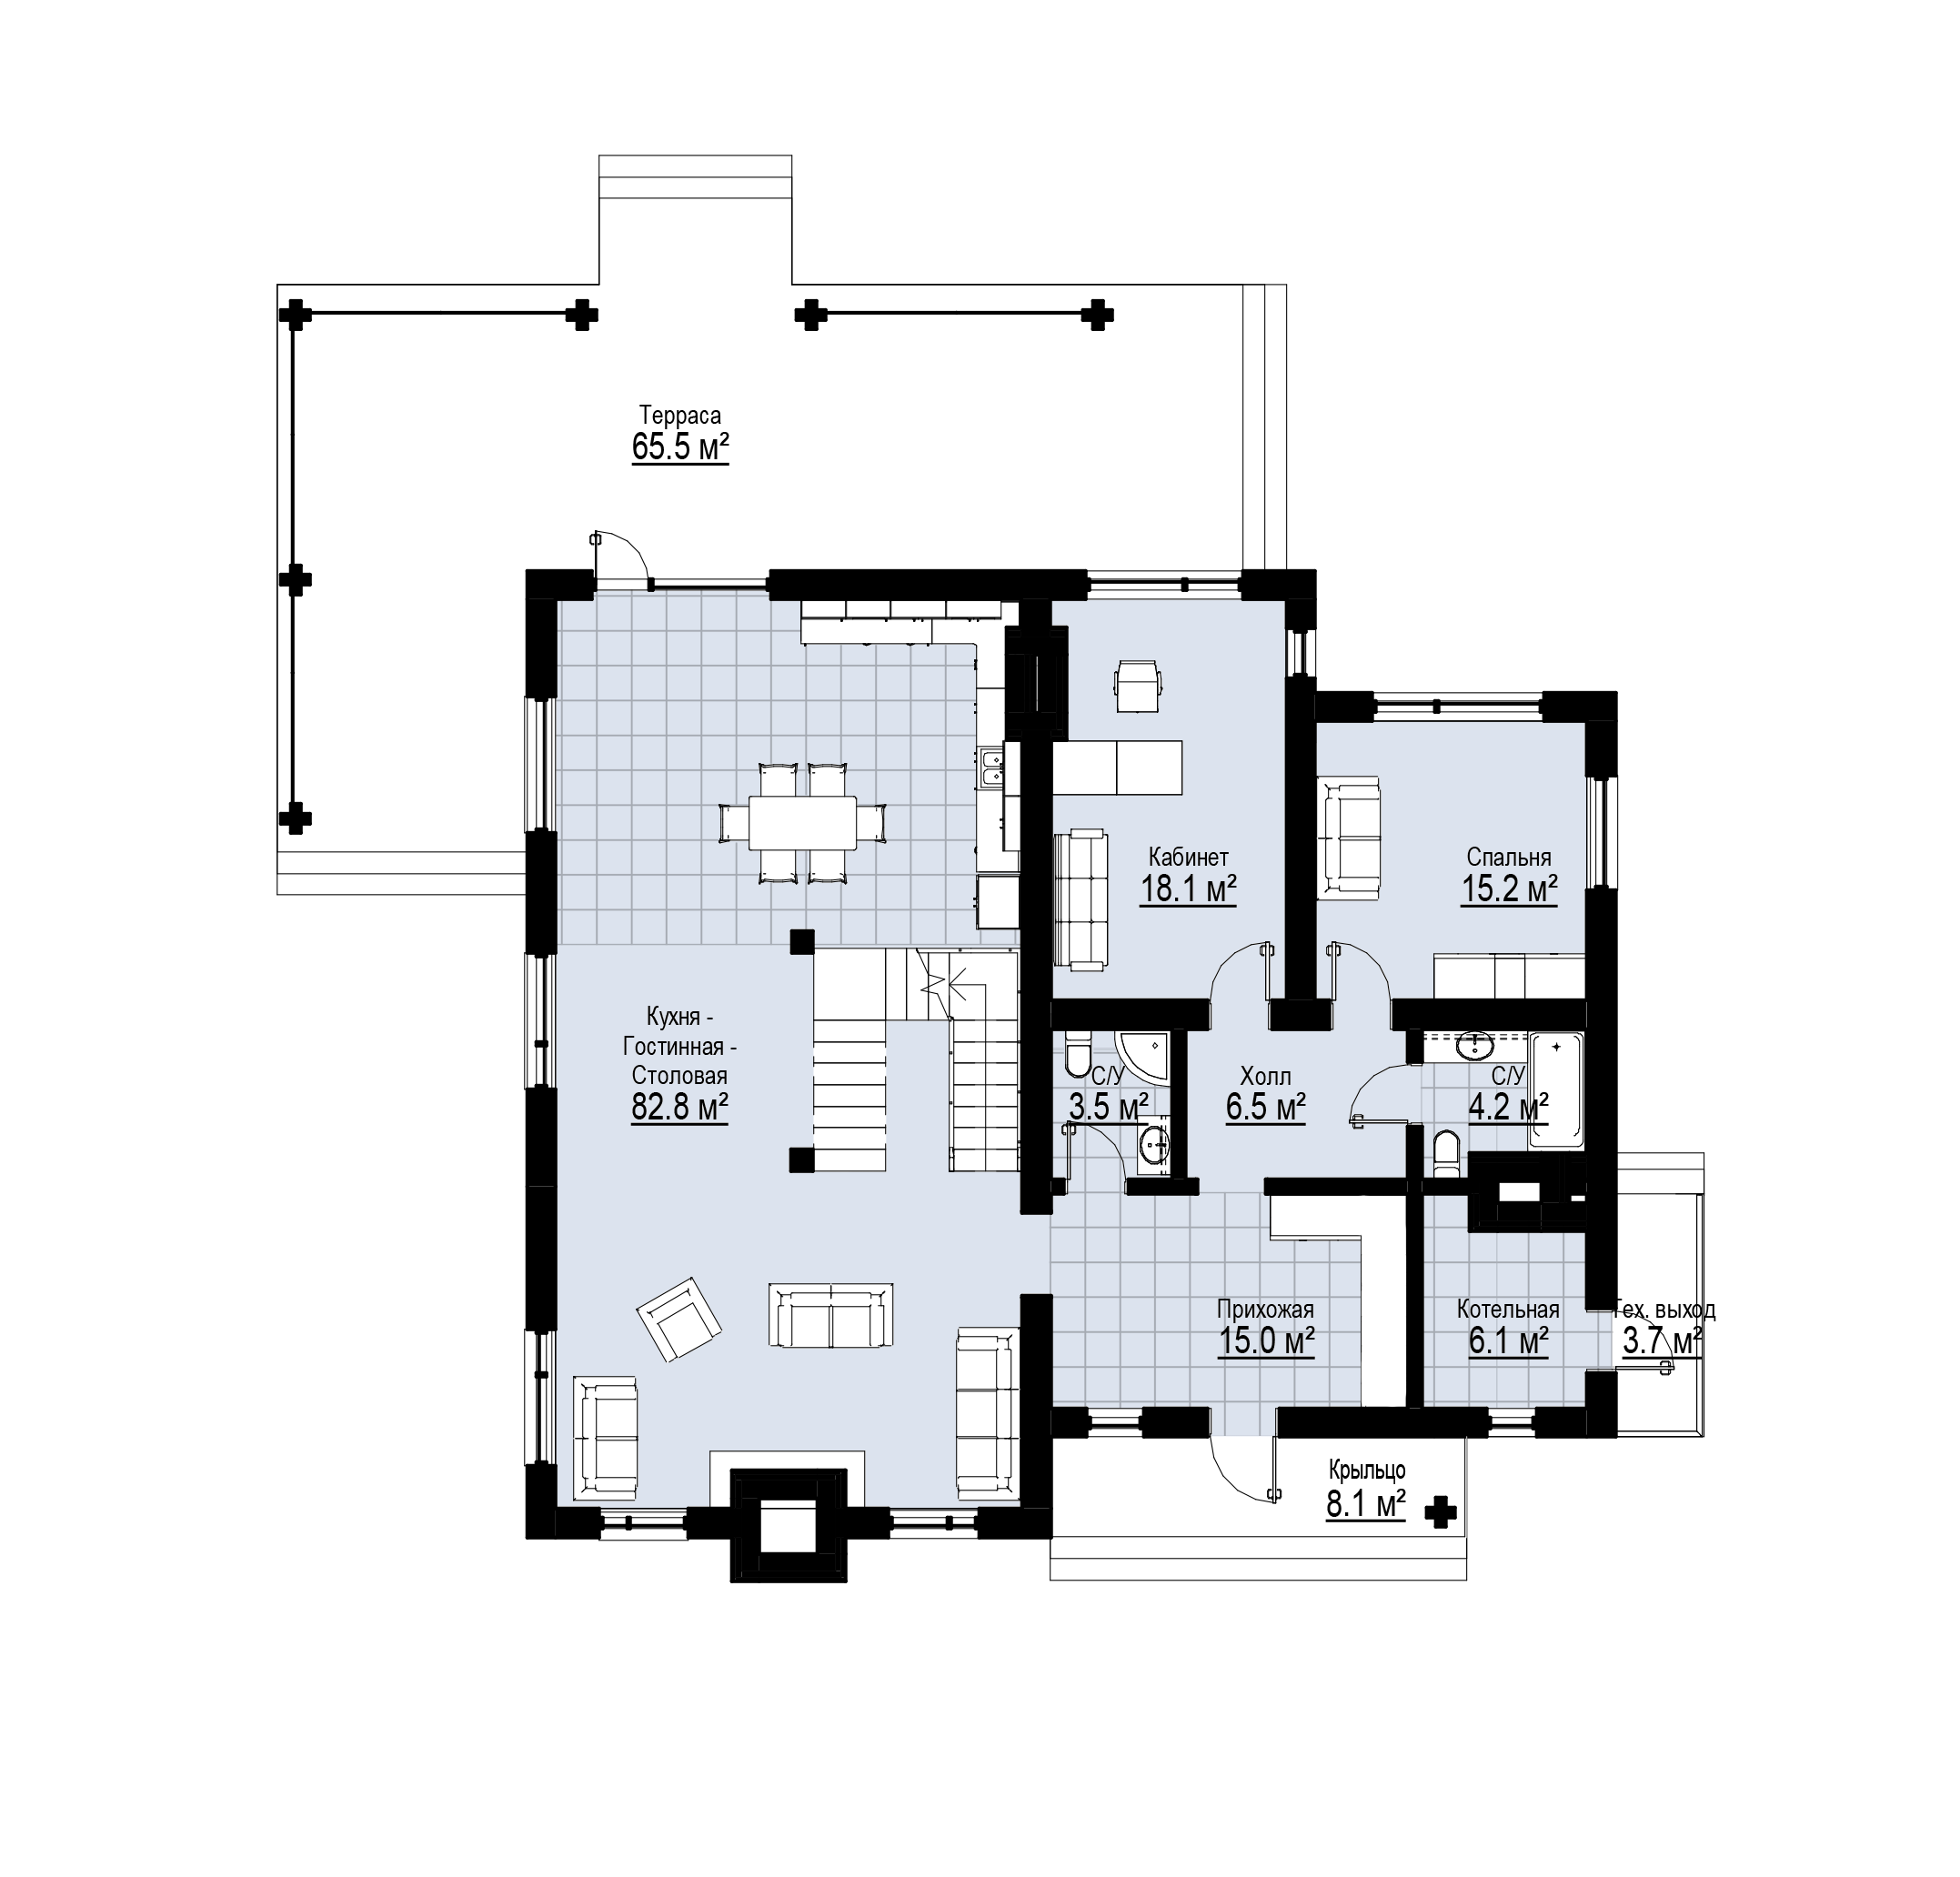 Терраса
65.5 м²
Кабинет
18.1 м²
Спальня
15.2 м²
Кухня -
Гостинная -
Столовая
82.8 м²
С/У
3.5 м²
Холл
6.5 м²
С/У
4.2 м²
Прихожая
15.0 м²
Котельная
6.1 м²
Тех. выход
3.7 м²
Крыльцо
8.1 м²